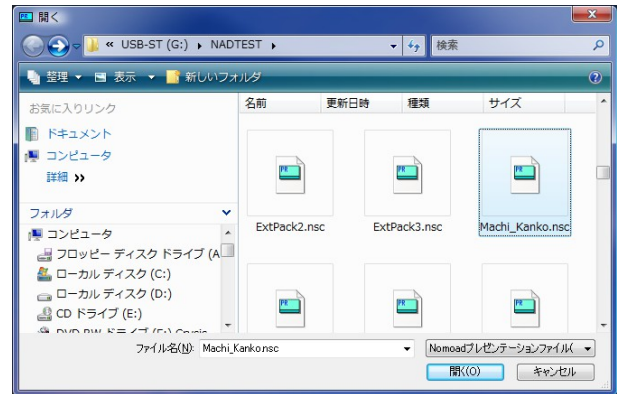 開く
« USB-ST (G:) ▸ NADTEST ▸
検索
整理 表示 新しいフォルダ
お気に入りリンク
ドキュメント
コンピュータ
詳細 »
フォルダ
コンピュータ
フロッピー ディスク ドライブ (A
ローカル ディスク (C:)
ローカル ディスク (D:)
CD ドライブ (E:)
名前 更新日時 種類 サイズ
PR PR PR
ExtPack2.nsc ExtPack3.nsc Machi_Kanko.nsc
PR PR PR
ファイル名(N): Machi_Kanko.nsc
Nomoadプレゼンテーションファイル(
開く(O) キャンセル